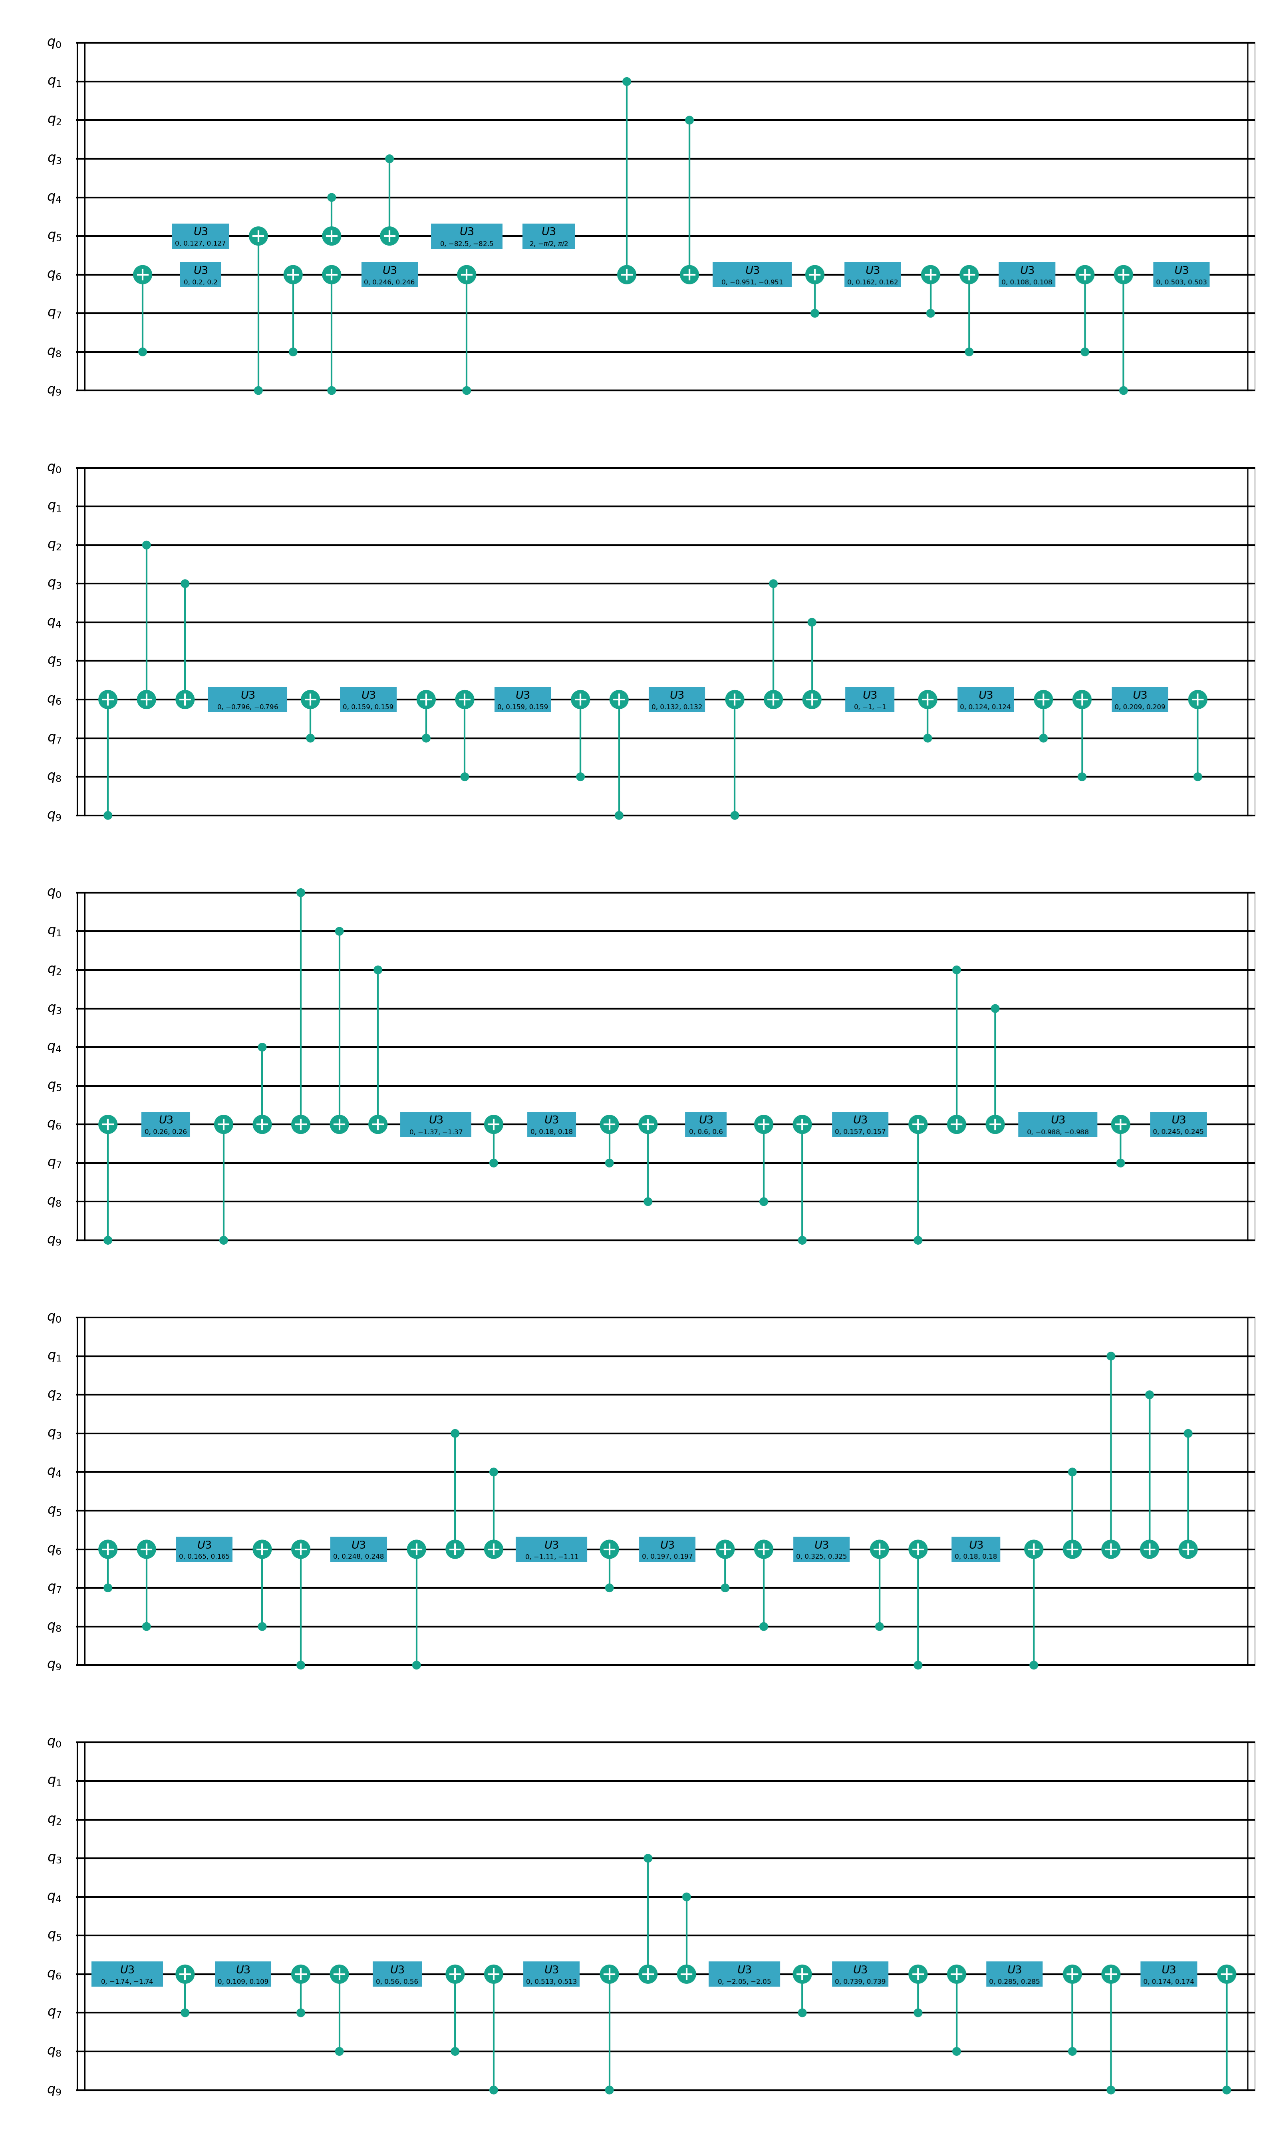 q0
q1
q2
q3
q4
q5 U3 U3 U3
0, 0.127, 0.127 0, −82.5, −82.5 2, −π/2, π/2
q6 U3 U3 U3 U3 U3 U3
0, 0.2, 0.2 0, 0.246, 0.246 0, −0.951, −0.951 0, 0.162, 0.162 0, 0.108, 0.108 0, 0.503, 0.503
q7
q8
q9
q0
q1
q2
q3
q4
q5
q6 U3 U3 U3 U3 U3 U3 U3
0, −0.796, −0.796 0, 0.159, 0.159 0, 0.159, 0.159 0, 0.132, 0.132 0, −1, −1 0, 0.124, 0.124 0, 0.209, 0.209
q7
q8
q9
q0
q1
q2
q3
q4
q5
q6 U3 U3 U3 U3 U3 U3 U3
0, 0.26, 0.26 0, −1.37, −1.37 0, 0.18, 0.18 0, 0.6, 0.6 0, 0.157, 0.157 0, −0.988, −0.988 0, 0.245, 0.245
q7
q8
q9
q0
q1
q2
q3
q4
q5
q6 U3 U3 U3 U3 U3 U3
0, 0.165, 0.165 0, 0.248, 0.248 0, −1.11, −1.11 0, 0.197, 0.197 0, 0.325, 0.325 0, 0.18, 0.18
q7
q8
q9
q0
q1
q2
q3
q4
q5
q6 U3 U3 U3 U3 U3 U3 U3 U3
0, −1.74, −1.74 0, 0.109, 0.109 0, 0.56, 0.56 0, 0.513, 0.513 0, −2.05, −2.05 0, 0.739, 0.739 0, 0.285, 0.285 0, 0.174, 0.174
q7
q8
q9